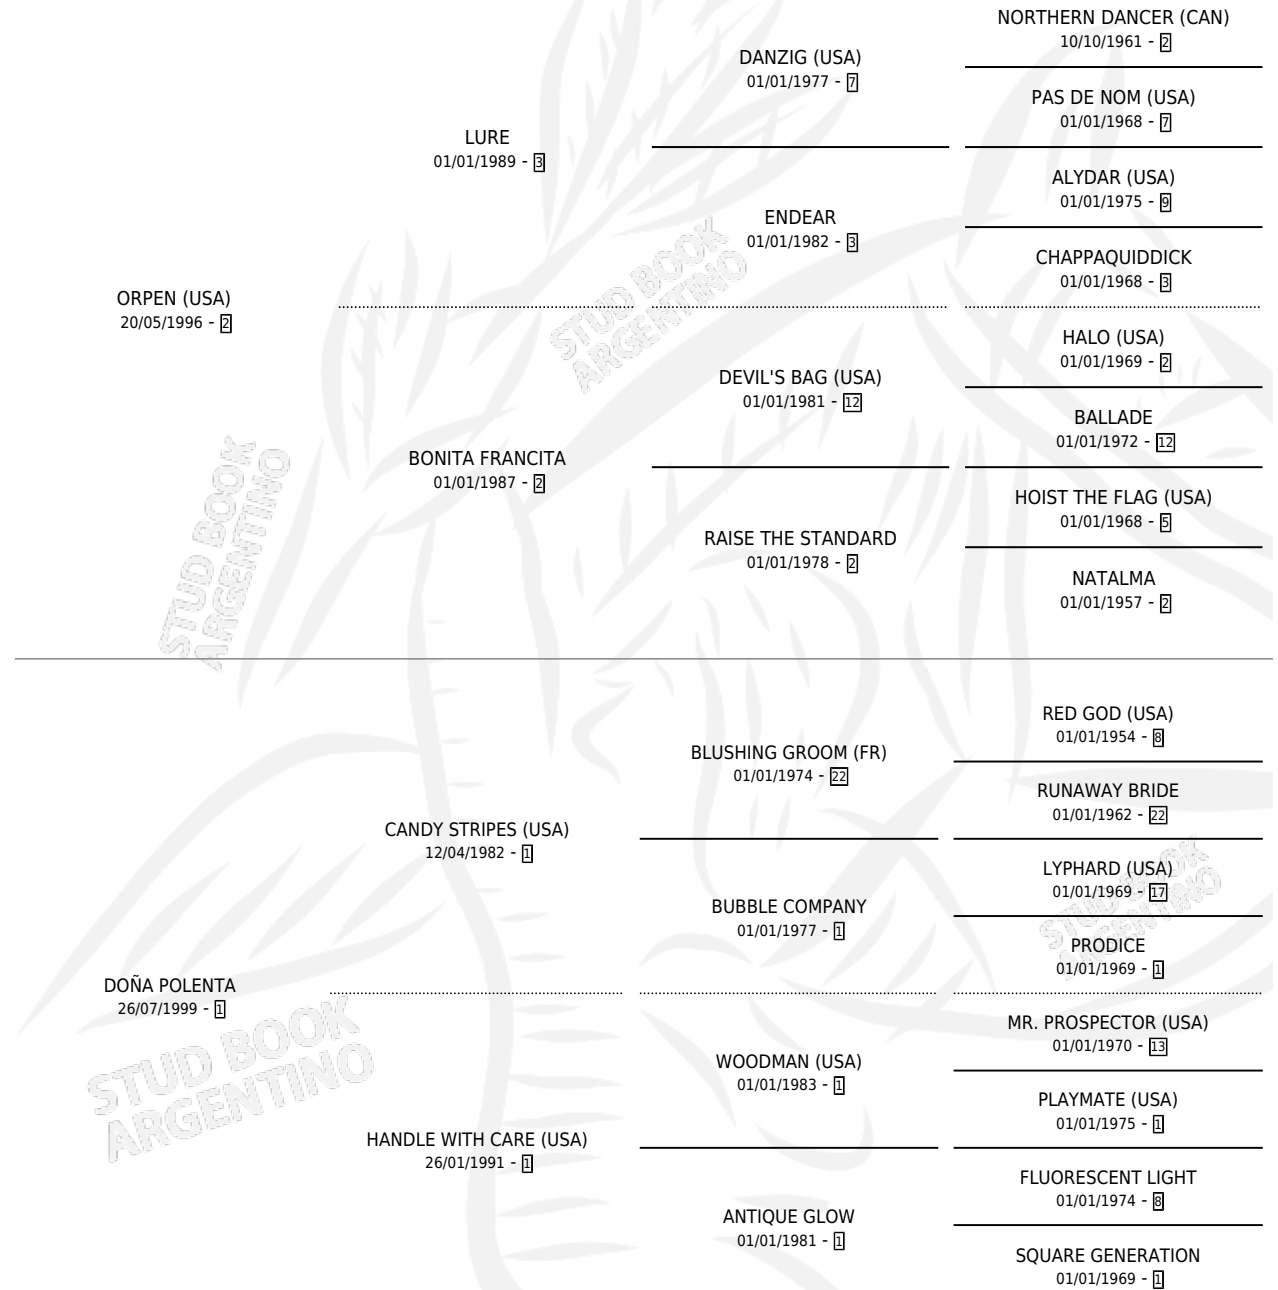 NORTHERN DANCER (CAN)
10/10/1961 - 2
DANZIG (USA)
01/01/1977 - 7
PAS DE NOM (USA)
01/01/1968 - 7
LURE
01/01/1989 - 3
ALYDAR (USA)
01/01/1975 - 9
ENDEAR
01/01/1982 - 3
CHAPPAQUIDDICK
01/01/1968 - 3
ORPEN (USA)
20/05/1996 - 2
HALO (USA)
01/01/1969 - 2
DEVIL'S BAG (USA)
01/01/1981 - 12
BALLADE
01/01/1972 - 12
BONITA FRANCITA
01/01/1987 - 2
HOIST THE FLAG (USA)
01/01/1968 - 5
RAISE THE STANDARD
01/01/1978 - 2
NATALMA
01/01/1957 - 2
RED GOD (USA)
01/01/1954 - 8
BLUSHING GROOM (FR)
01/01/1974 - 22
RUNAWAY BRIDE
01/01/1962 - 22
CANDY STRIPES (USA)
12/04/1982 - 1
LYPHARD (USA)
01/01/1969 - 17
BUBBLE COMPANY
01/01/1977 - 1
PRODICE
01/01/1969 - 1
DOÑA POLENTA
26/07/1999 - 1
MR. PROSPECTOR (USA)
01/01/1970 - 13
WOODMAN (USA)
01/01/1983 - 1
PLAYMATE (USA)
01/01/1975 - 1
HANDLE WITH CARE (USA)
26/01/1991 - 1
FLUORESCENT LIGHT
01/01/1974 - 8
ANTIQUE GLOW
01/01/1981 - 1
SQUARE GENERATION
01/01/1969 - 1
STUD BOOK
ARGENTINO
STUD BOOK
ARGENTINO
STUD BOOK
ARGENTINO
STUD BOOK
ARGENTINO